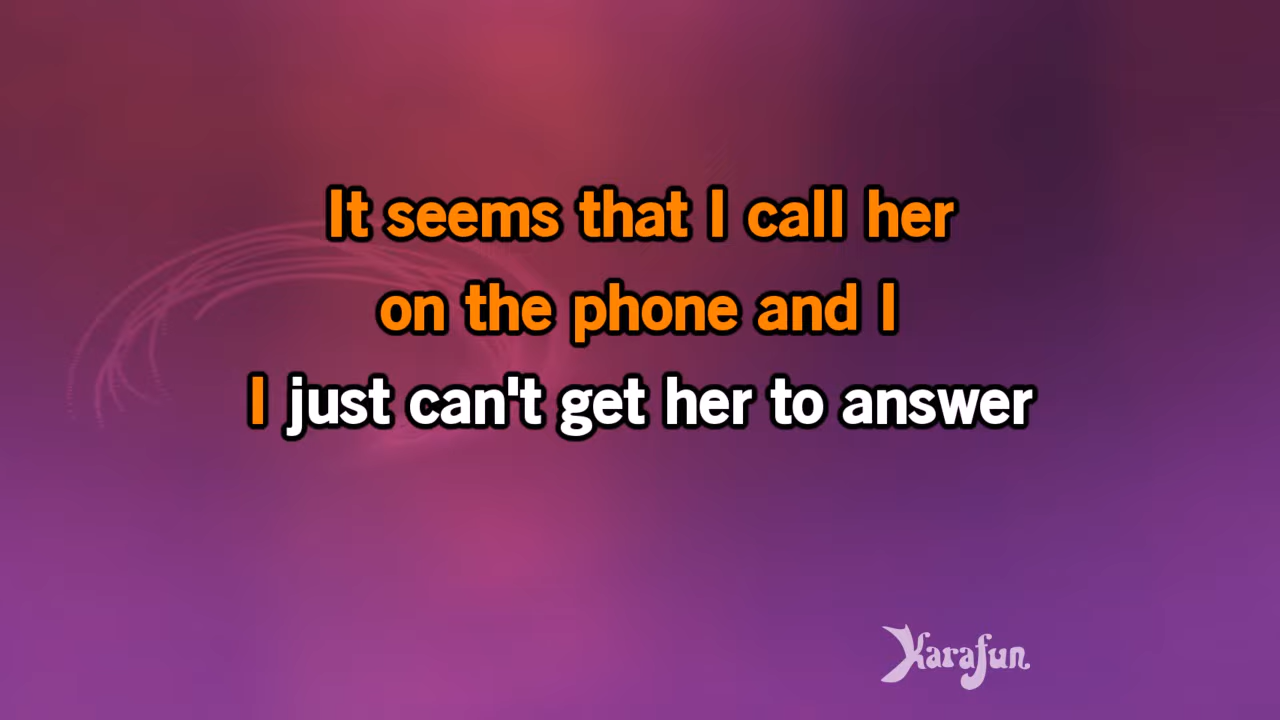 It seems that I call her
on the phone and I
I just can't get her to answer
Karafun